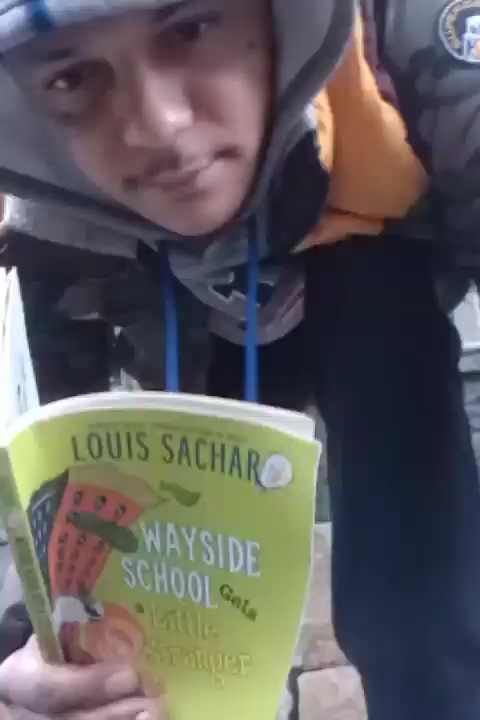 LOUIS SACHAR
WAYSIDE
SCHOOL Gets
a Little
Stranger